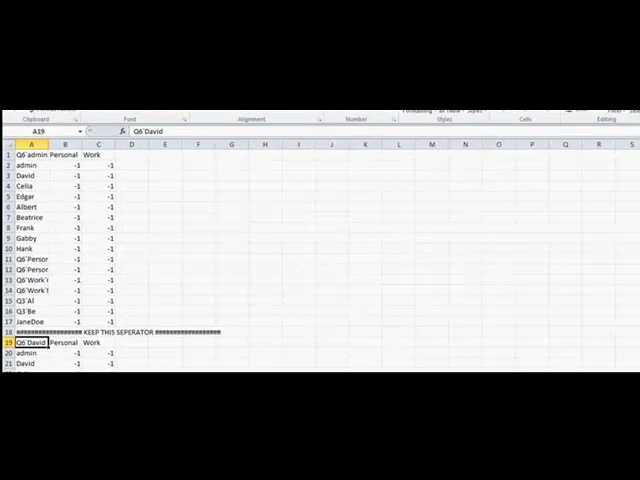 Clipboard Font Alignment Number Styles Cells Editing
A19 fx Q6`David
A B C D E F G H I J K L M N O P Q R S
1 Q6`admin Personal Work
2 admin -1 -1
3 David -1 -1
4 Celia -1 -1
5 Edgar -1 -1
6 Albert -1 -1
7 Beatrice -1 -1
8 Frank -1 -1
9 Gabby -1 -1
10 Hank -1 -1
11 Q6`Person -1 -1
12 Q6`Person -1 -1
13 Q6`Work`( -1 -1
14 Q6`Work`I -1 -1
15 Q3`Al -1 -1
16 Q3`Be -1 -1
17 JaneDoe -1 -1
18 ################# KEEP THIS SEPERATOR #################
19 Q6`David Personal Work
20 admin -1 -1
21 David -1 -1